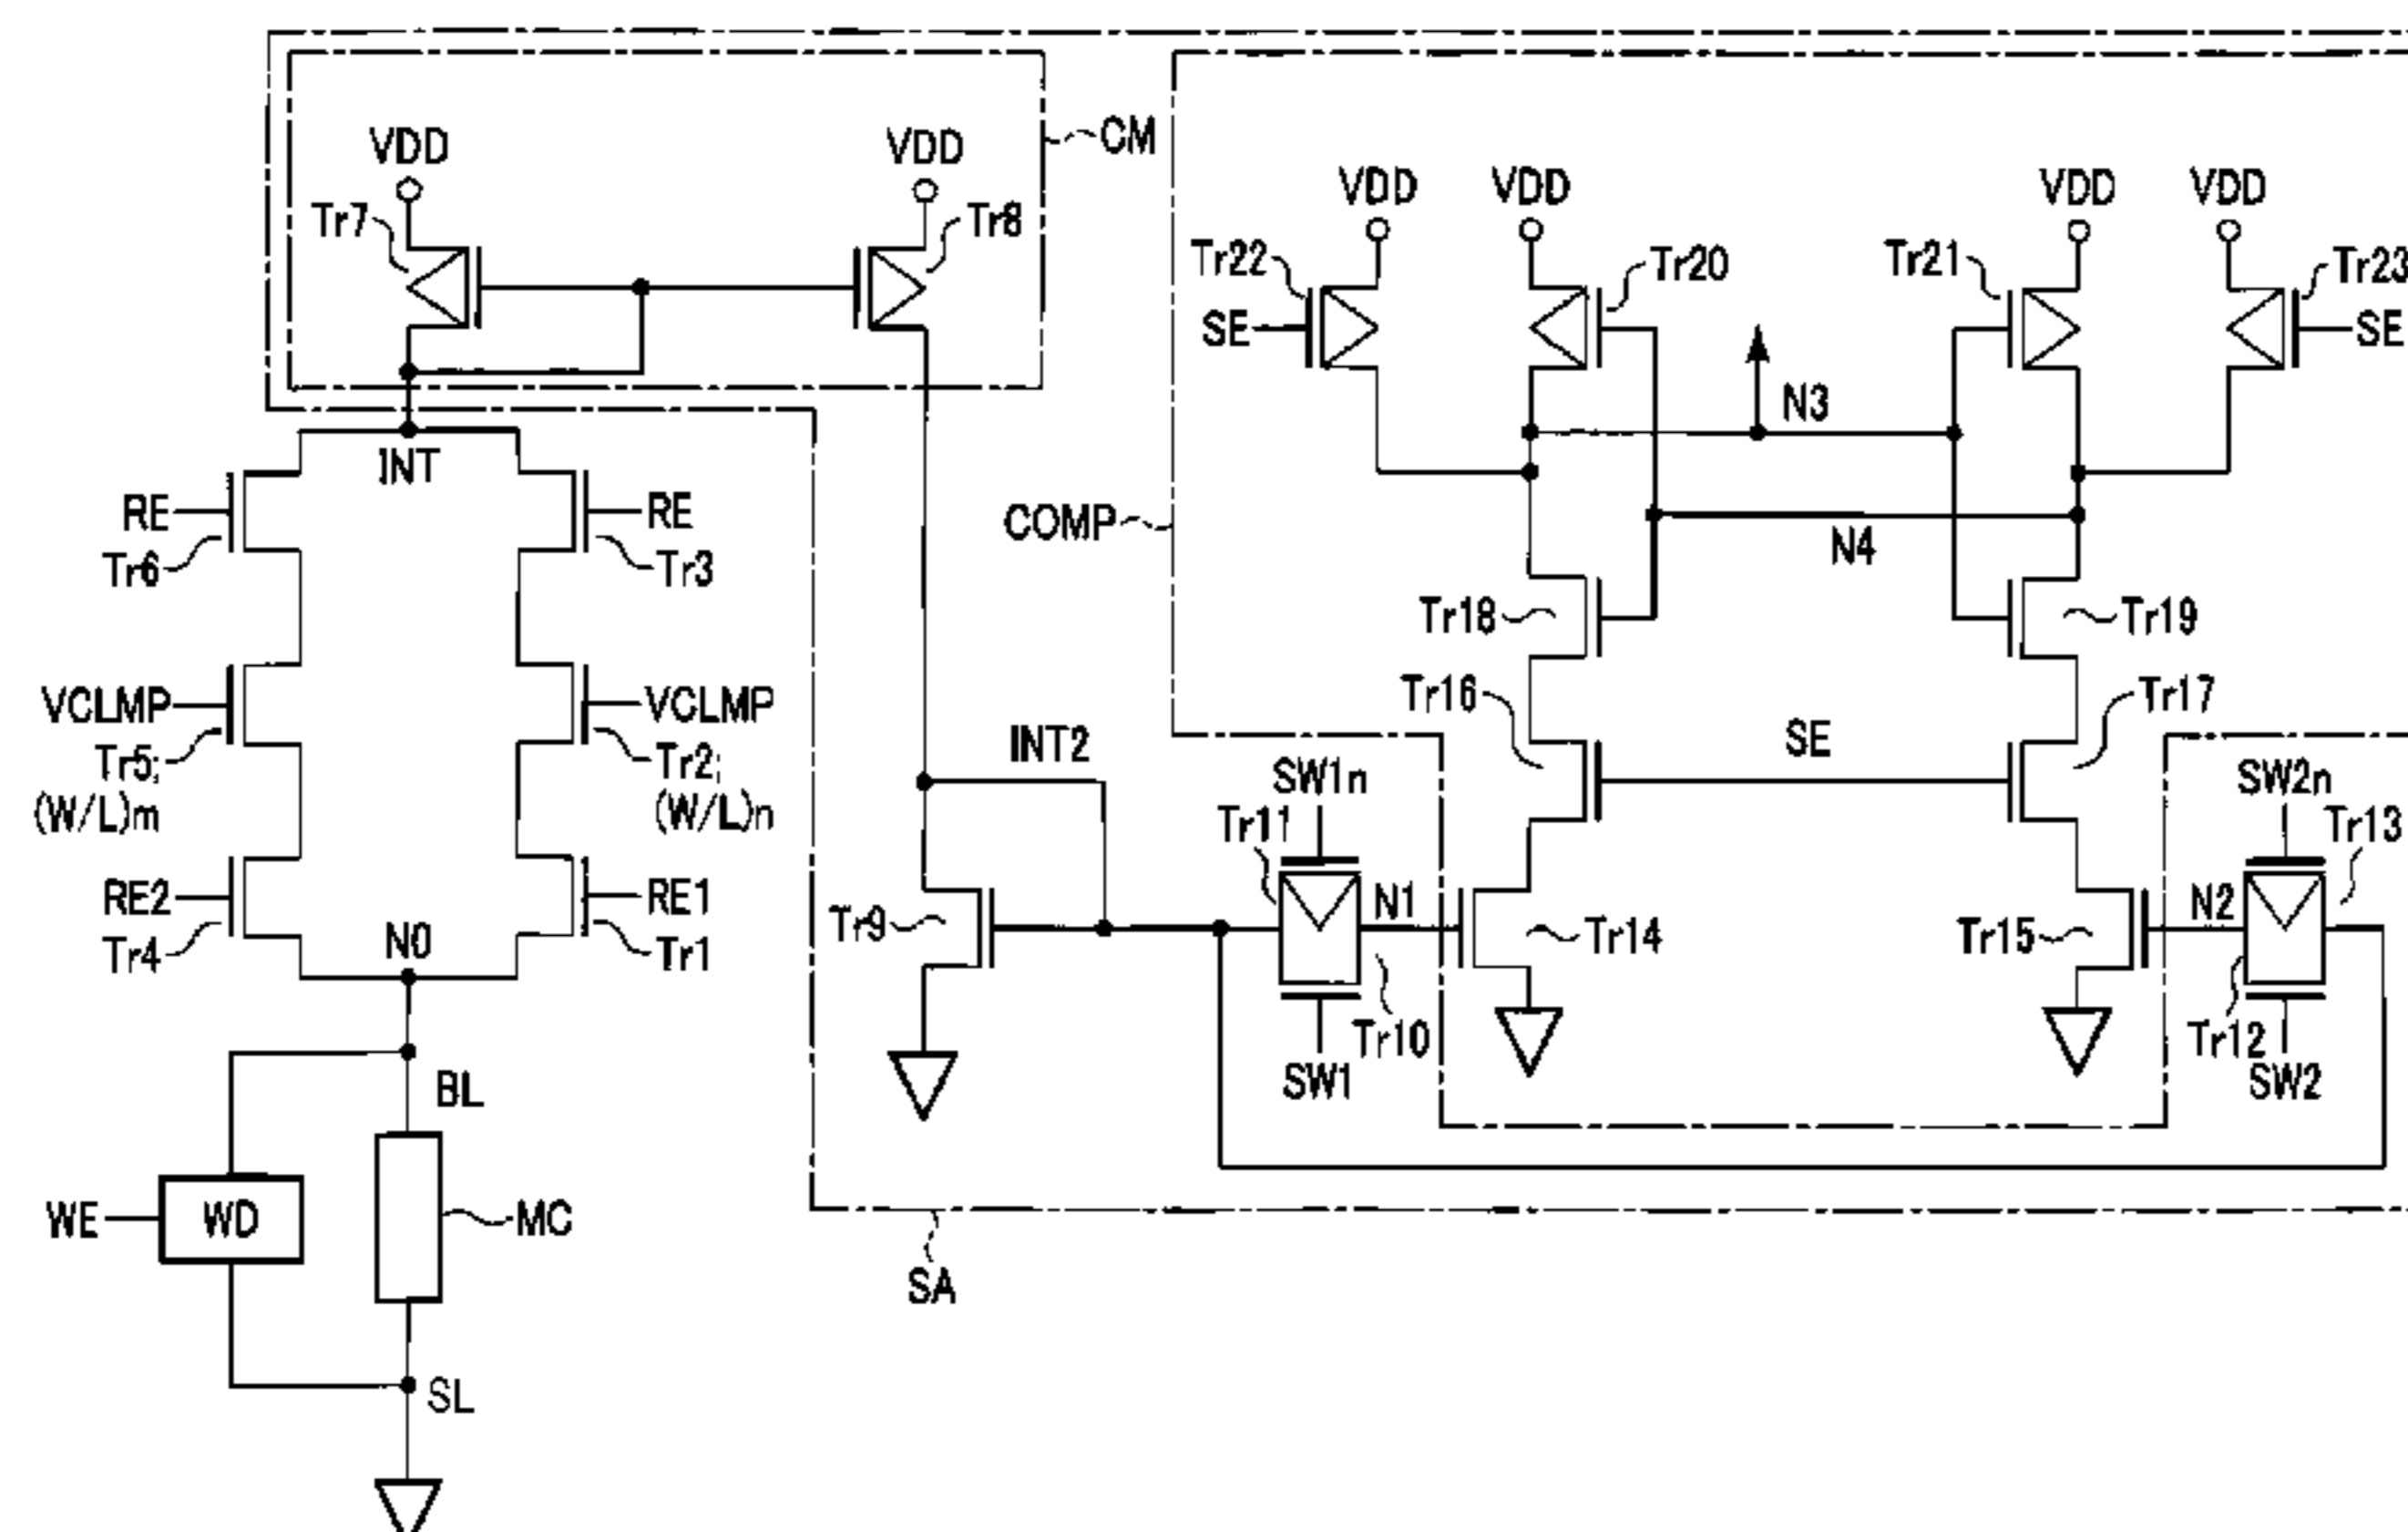 VDD
VDD
CM
Tr7
Tr8
VDD
VDD
VDD
VDD
Tr22
Tr20
Tr21
Tr23
SE
SE
N3
INT
RE
RE
COMP
N4
Tr6
Tr3
Tr18
Tr19
VCLMP
VCLMP
Tr16
Tr17
Tr5;
(W/L)m
Tr2;
(W/L)n
INT2
SE
SW1n
SW2n
Tr11
Tr13
RE2
RE1
Tr4
N0
Tr1
Tr9
N1
Tr14
Tr15
N2
Tr10
Tr12
SW1
SW2
BL
WE
WD
MC
SA
SL